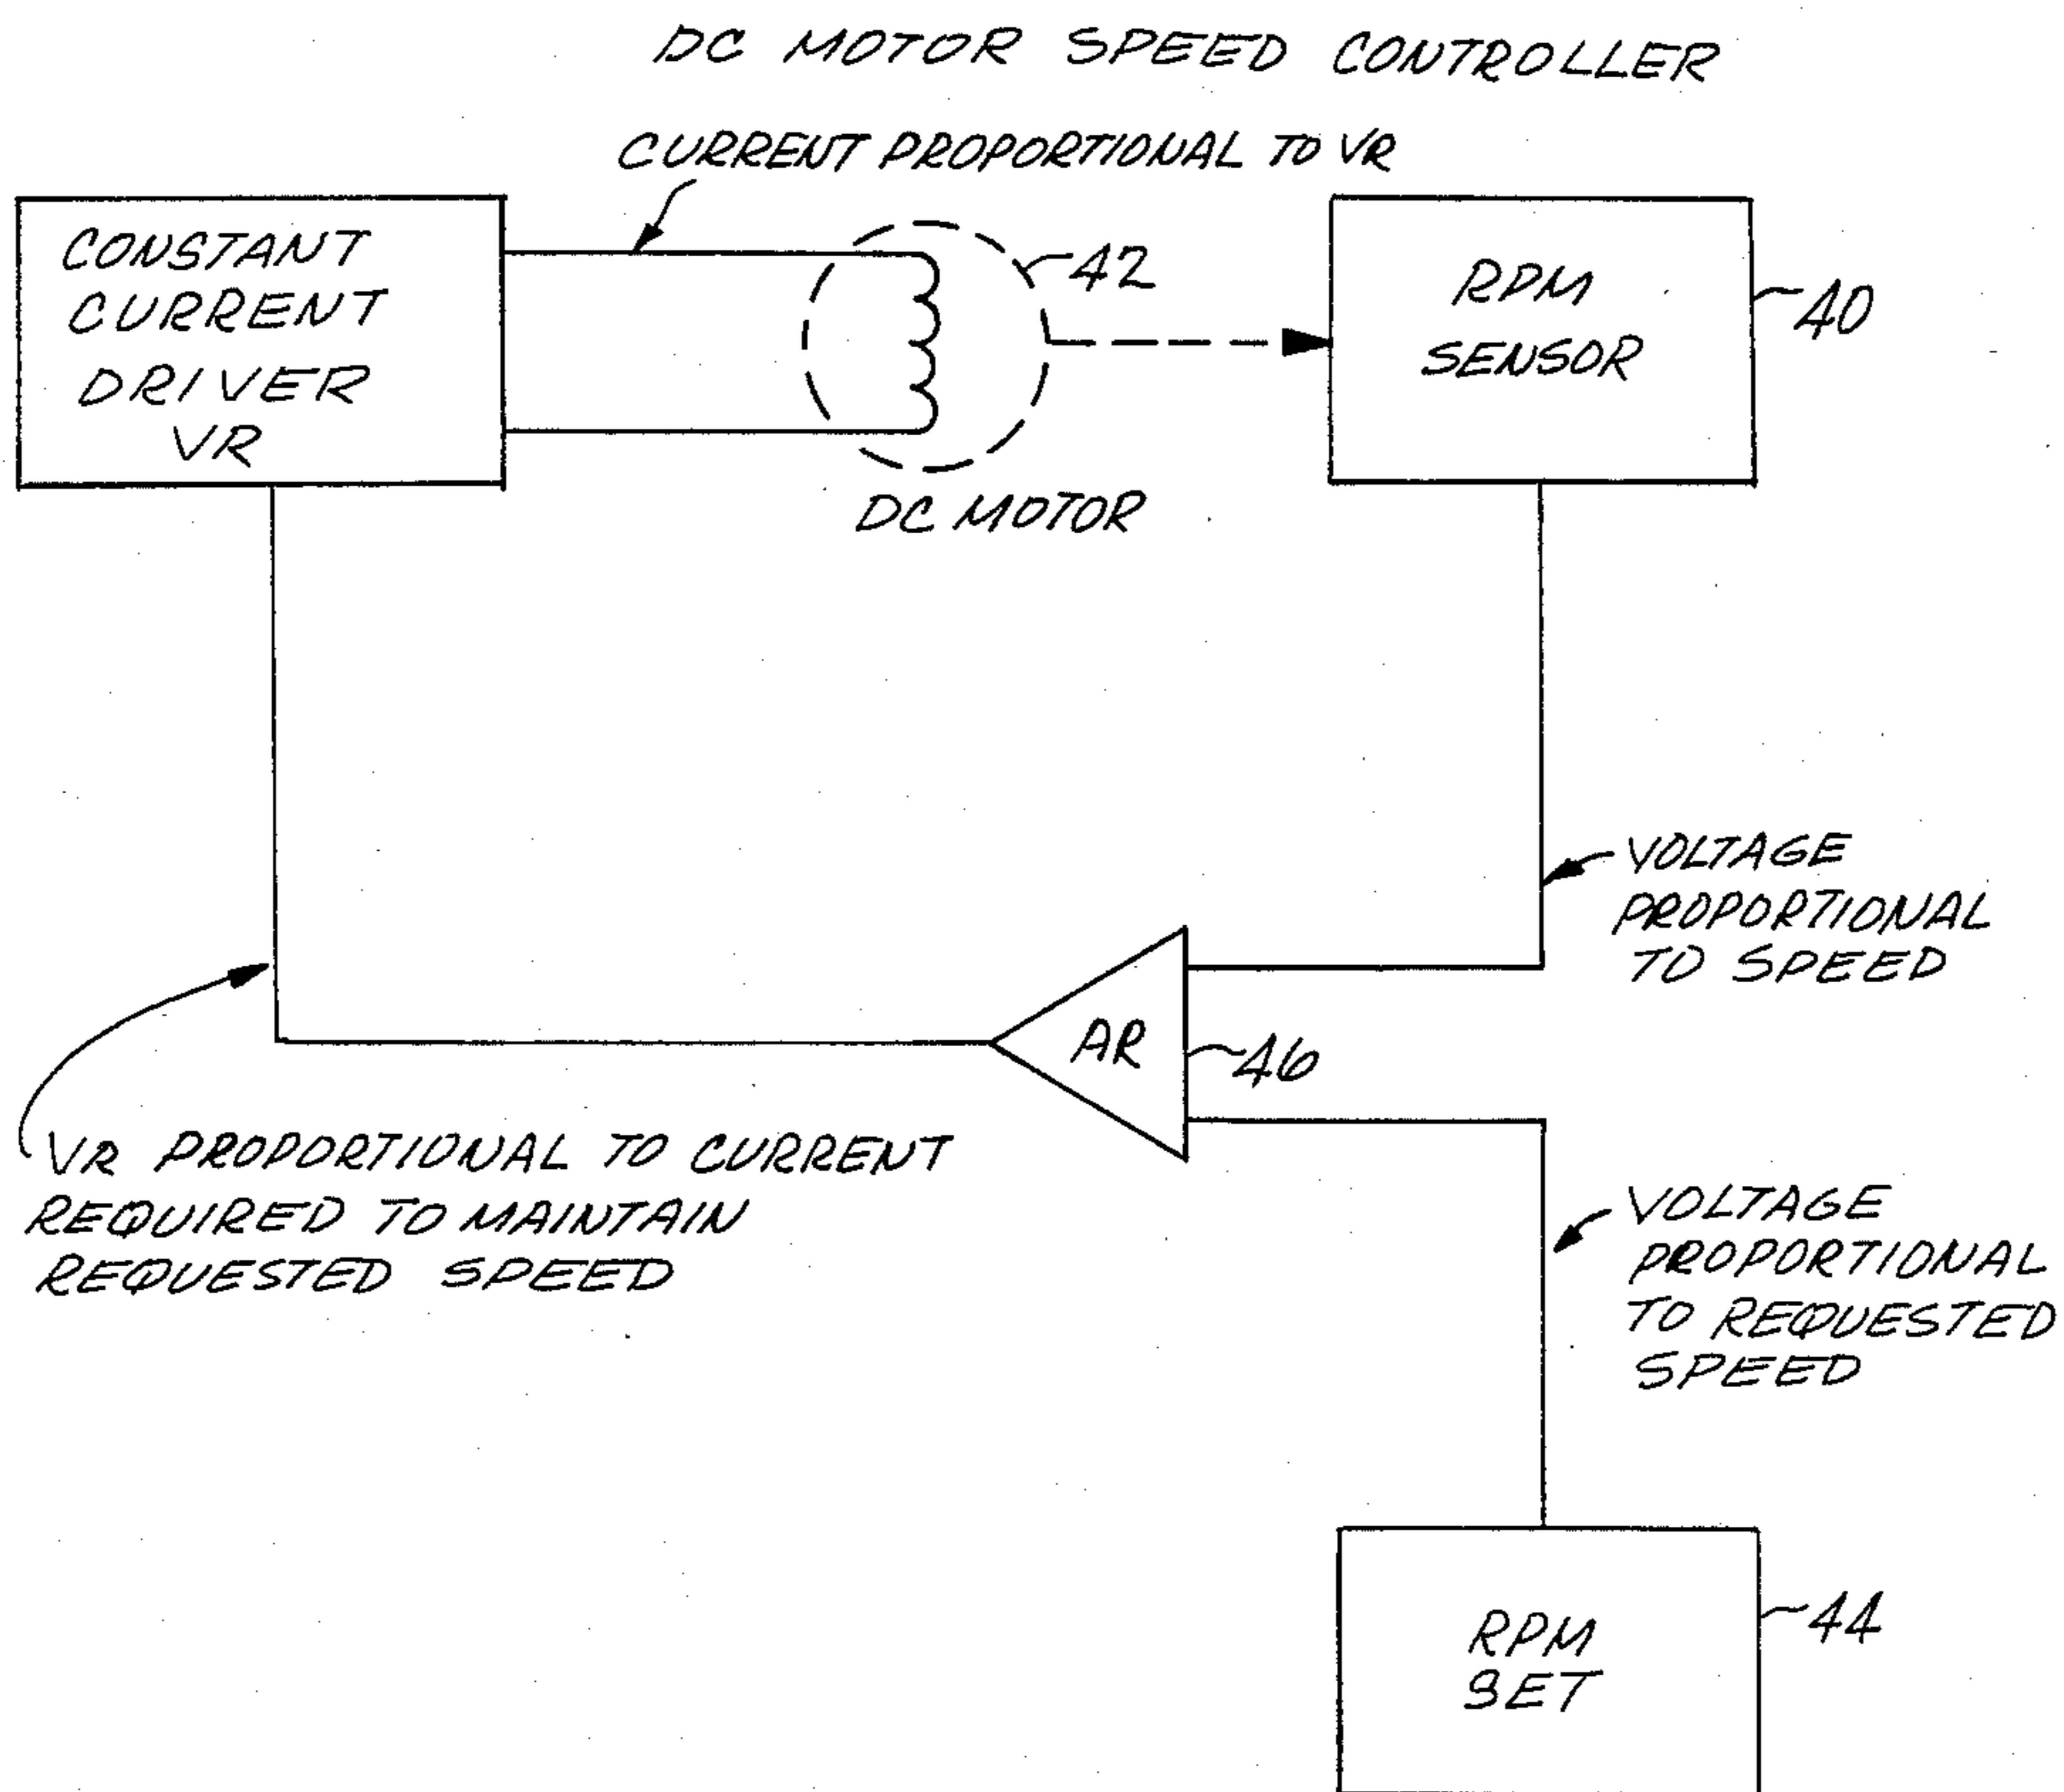 DC MOTOR SPEED CONTROLLER
CURRENT PROPORTIONAL TO VR
CONSTANT
CURRENT
DRIVER
VR
42
DC MOTOR
RPM
SENSOR
40
VOLTAGE
PROPORTIONAL
TO SPEED
AR
46
VR PROPORTIONAL TO CURRENT
REQUIRED TO MAINTAIN
REQUESTED SPEED
VOLTAGE
PROPORTIONAL
TO REQUESTED
SPEED
RPM
SET
44